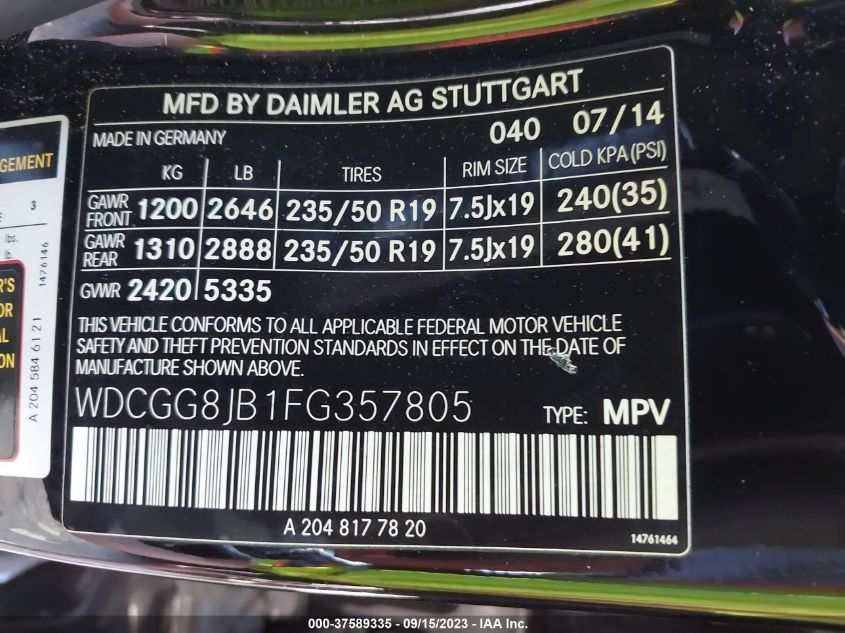 MFD BY DAIMLER AG STUTTGART
MADE IN GERMANY 040 07/14
KG LB TIRES RIM SIZE COLD KPA(PSI)
GAWR FRONT 1200 2646 235/50 R19 7.5Jx19 240(35)
GAWR REAR 1310 2888 235/50 R19 7.5Jx19 280(41)
GVWR 2420 5335
THIS VEHICLE CONFORMS TO ALL APPLICABLE FEDERAL MOTOR VEHICLE
SAFETY AND THEFT PREVENTION STANDARDS IN EFFECT ON THE DATE OF
MANUFACTURE SHOWN ABOVE.
WDCGG8JB1FG357805 TYPE: MPV
A 204 817 78 20
14761464
GEMENT
3
lbs.
lb.
1476146
A 204 584 61 21
R'S
OR
AL
ION
000-37589335 - 09/15/2023 - IAA Inc.